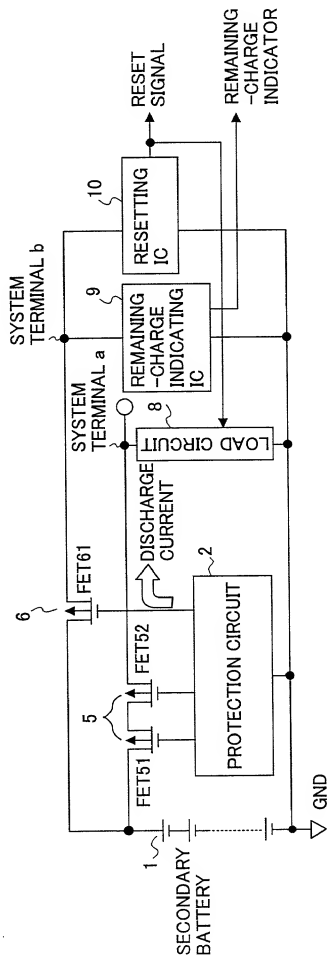 6
FET61
SYSTEM
TERMINAL b
5
FET51
FET52
DISCHARGE
CURRENT
SYSTEM
TERMINAL a
9
REMAINING
-CHARGE
INDICATING
IC
10
RESETTING
IC
RESET
SIGNAL
1
SECONDARY
BATTERY
2
PROTECTION CIRCUIT
8
LOAD CIRCUIT
REMAINING
-CHARGE
INDICATOR
GND